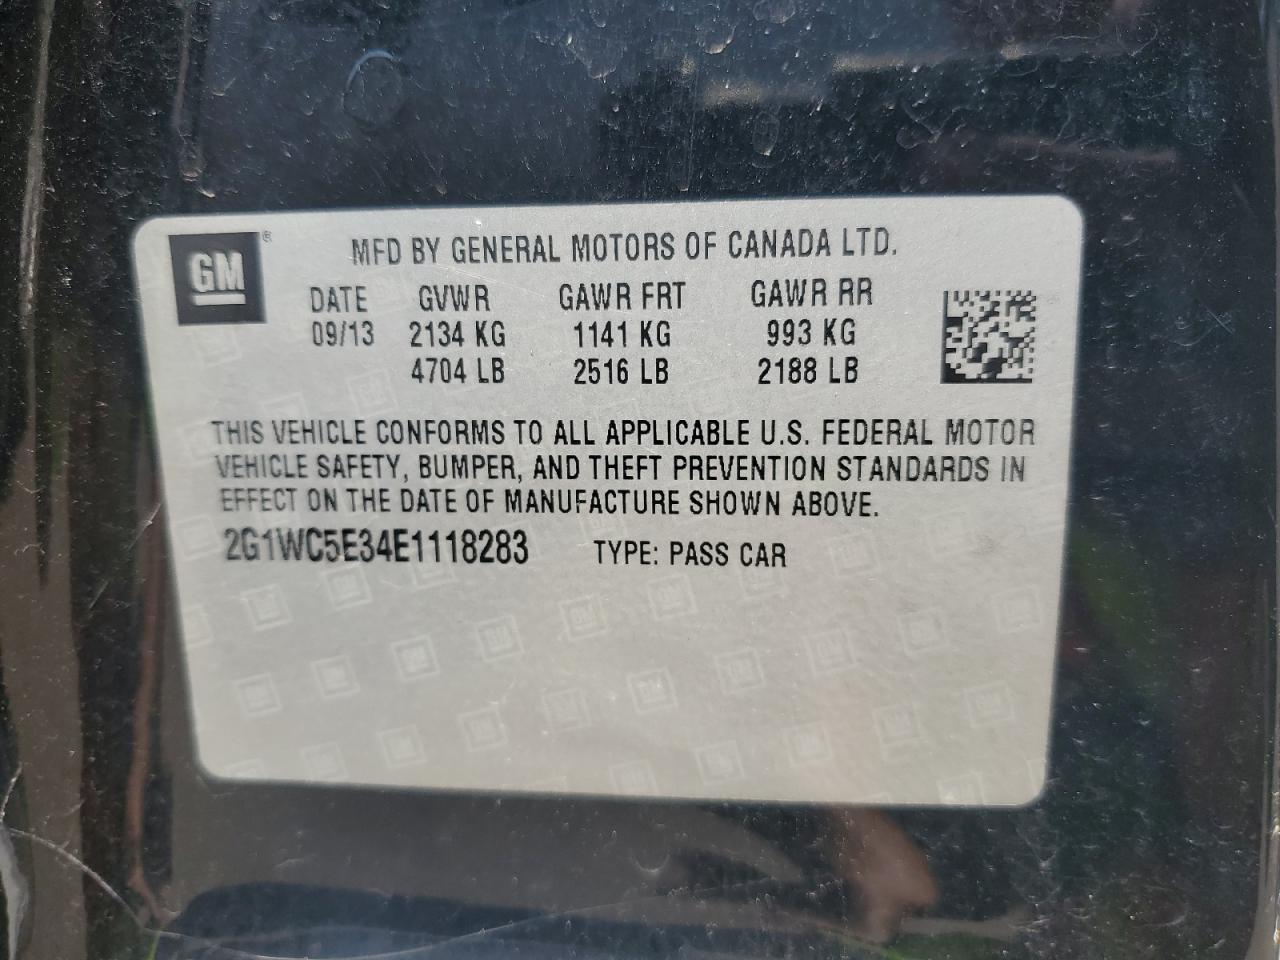 GM®
MFD BY GENERAL MOTORS OF CANADA LTD.
DATE GVWR GAWR FRT GAWR RR
09/13 2134 KG 1141 KG 993 KG
4704 LB 2516 LB 2188 LB
THIS VEHICLE CONFORMS TO ALL APPLICABLE U.S. FEDERAL MOTOR
VEHICLE SAFETY, BUMPER, AND THEFT PREVENTION STANDARDS IN
EFFECT ON THE DATE OF MANUFACTURE SHOWN ABOVE.
2G1WC5E34E1118283 TYPE: PASS CAR